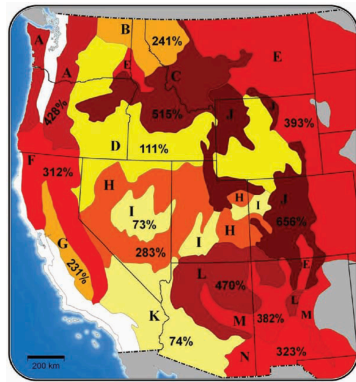 B
241%
A
E
E
A
C
J
J
428%
515%
393%
D
111%
F
312%
H
H
I
J
I
73%
656%
G
231%
283%
I
H
E
L
470%
L
K
M
382%
M
74%
N
323%
200 km